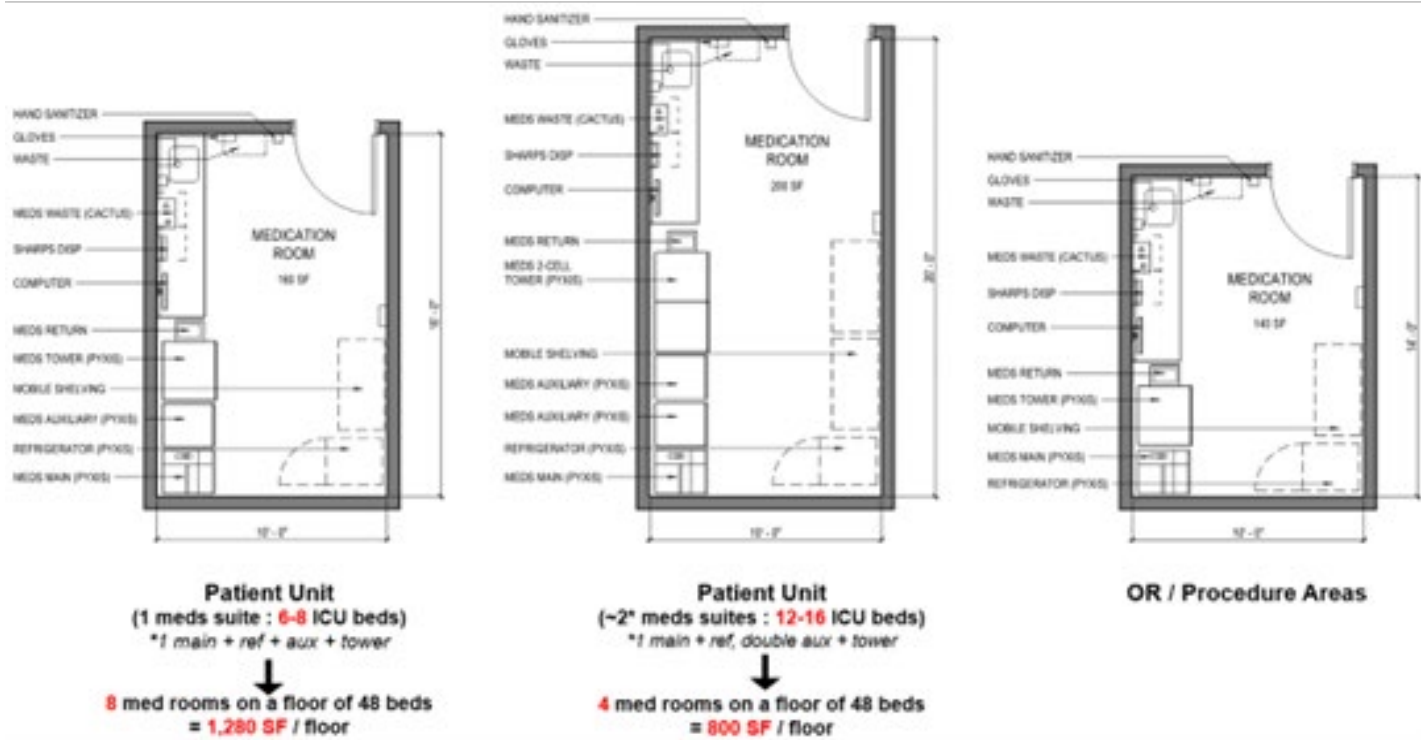 HAND SANITIZER
GLOVES
WASTE
MEDS WASTE (CACTUS)
SHARPS DISP
COMPUTER
MEDS RETURN
MEDS TOWER (PYXIS)
MOBILE SHELVING
MEDS AUXILIARY (PYXIS)
REFRIGERATOR (PYXIS)
MEDS MAIN (PYXIS)
MEDICATION
ROOM
160 SF
16' - 0"
10' - 0"
Patient Unit
(1 meds suite : 6-8 ICU beds)
*1 main + ref + aux + tower
8 med rooms on a floor of 48 beds
= 1,280 SF / floor
HAND SANITIZER
GLOVES
WASTE
MEDS WASTE (CACTUS)
SHARPS DISP
COMPUTER
MEDS RETURN
MEDS 2-CELL
TOWER (PYXIS)
MOBILE SHELVING
MEDS AUXILIARY (PYXIS)
MEDS AUXILIARY (PYXIS)
REFRIGERATOR (PYXIS)
MEDS MAIN (PYXIS)
MEDICATION
ROOM
200 SF
20' - 0"
10' - 0"
Patient Unit
(~2* meds suites : 12-16 ICU beds)
*1 main + ref, double aux + tower
4 med rooms on a floor of 48 beds
= 800 SF / floor
HAND SANITIZER
GLOVES
WASTE
MEDS WASTE (CACTUS)
SHARPS DISP
COMPUTER
MEDS RETURN
MEDS TOWER (PYXIS)
MOBILE SHELVING
MEDS MAIN (PYXIS)
REFRIGERATOR (PYXIS)
MEDICATION
ROOM
140 SF
14' - 0"
10' - 0"
OR / Procedure Areas